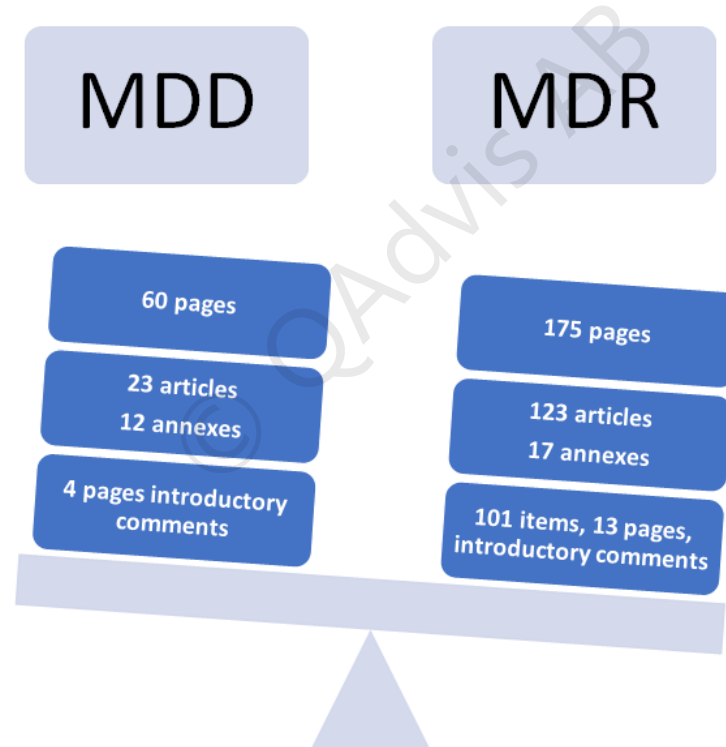 MDD
MDR
60 pages
23 articles
12 annexes
4 pages introductory
comments
175 pages
123 articles
17 annexes
101 items, 13 pages,
introductory comments
© QAdvis AB